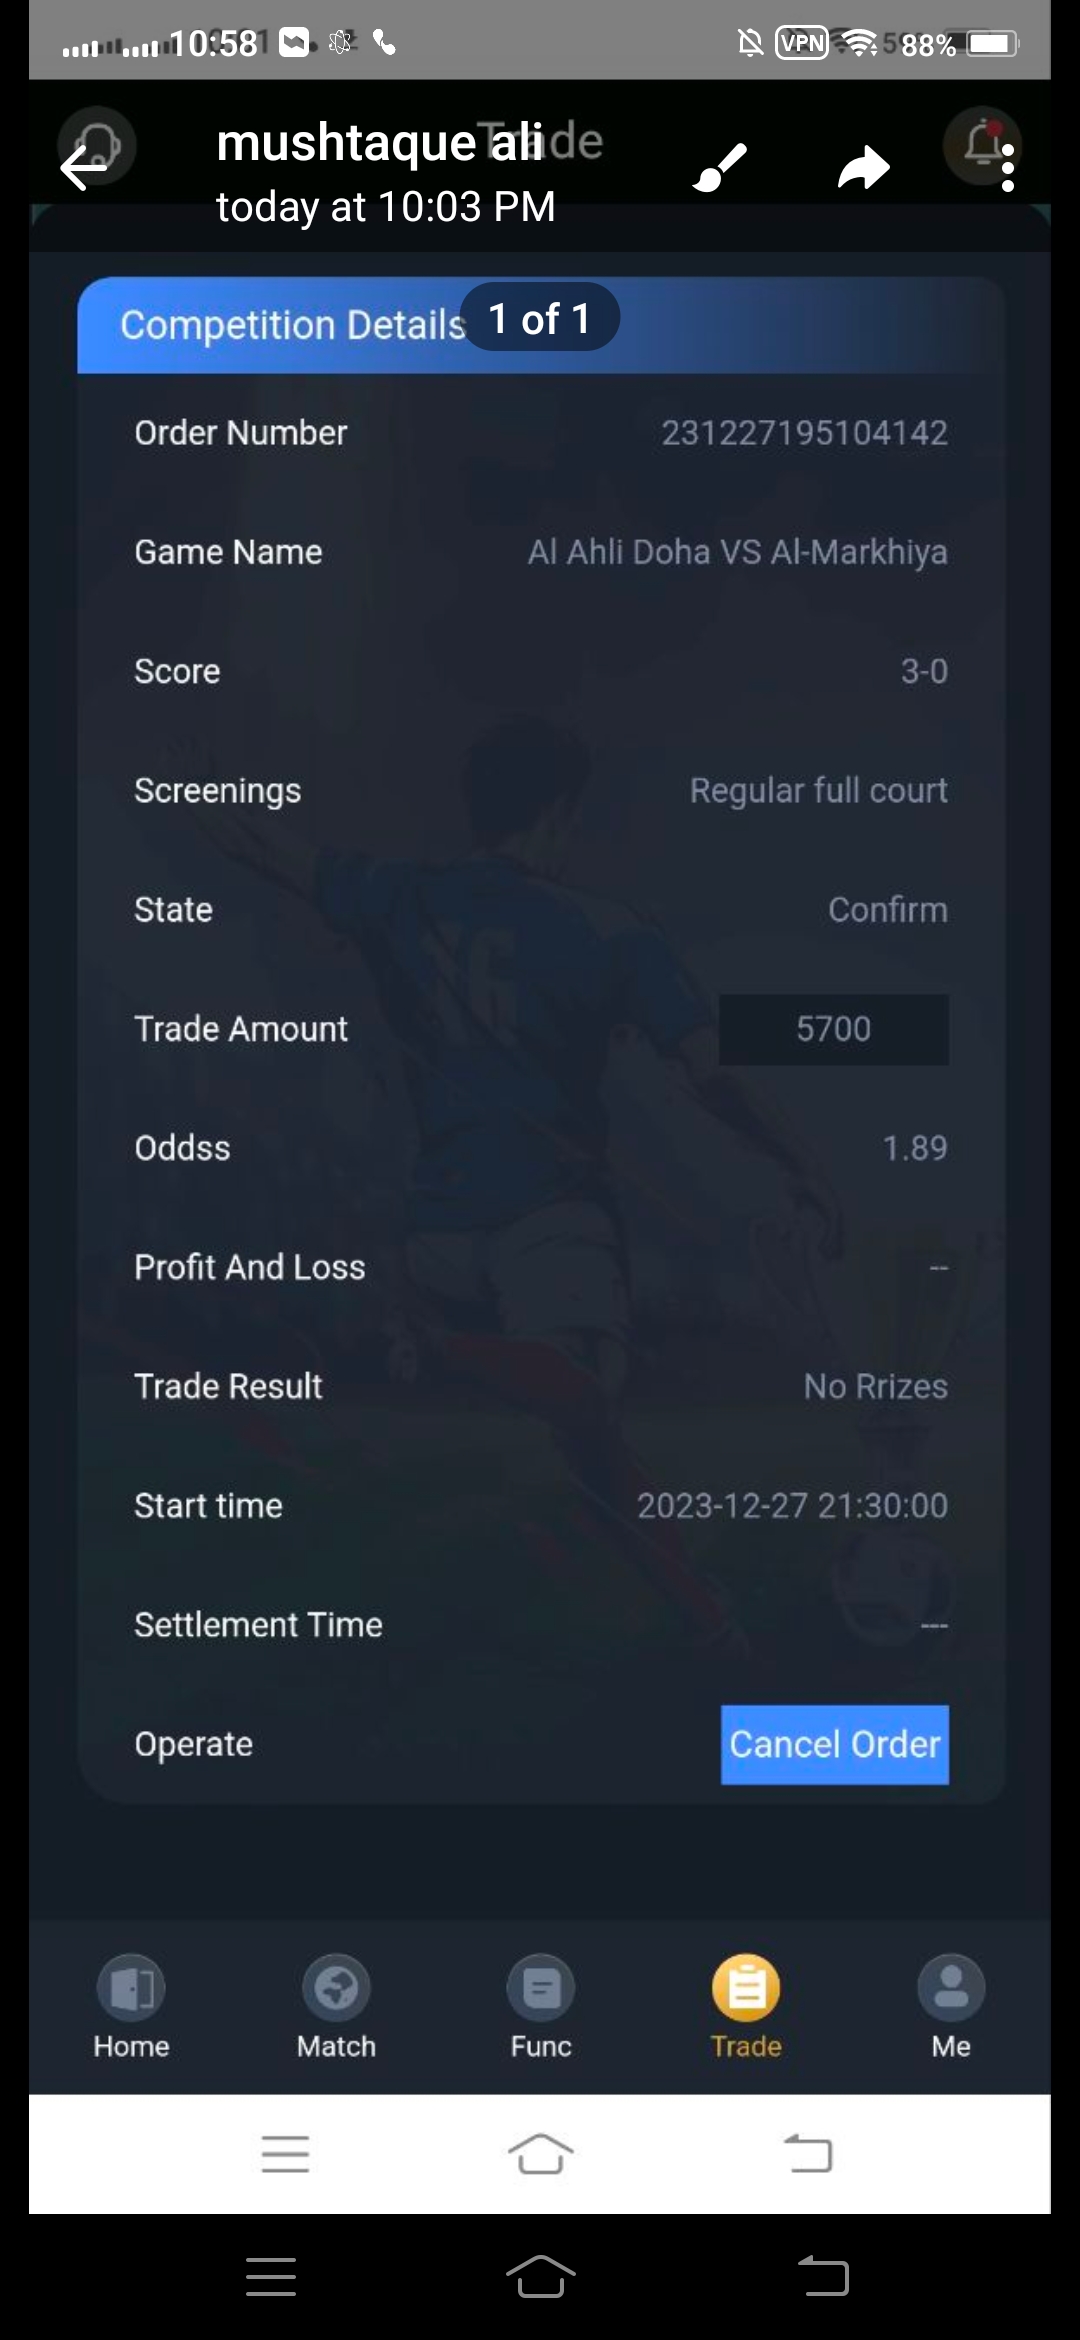 10:58 VPN 88%
Trade
mushtaque ali
today at 10:03 PM
Competition Details 1 of 1
Order Number 231227195104142
Game Name Al Ahli Doha VS Al-Markhiya
Score 3-0
Screenings Regular full court
State Confirm
Trade Amount 5700
Oddss 1.89
Profit And Loss --
Trade Result No Rrizes
Start time 2023-12-27 21:30:00
Settlement Time ---
Operate Cancel Order
Home Match Func Trade Me